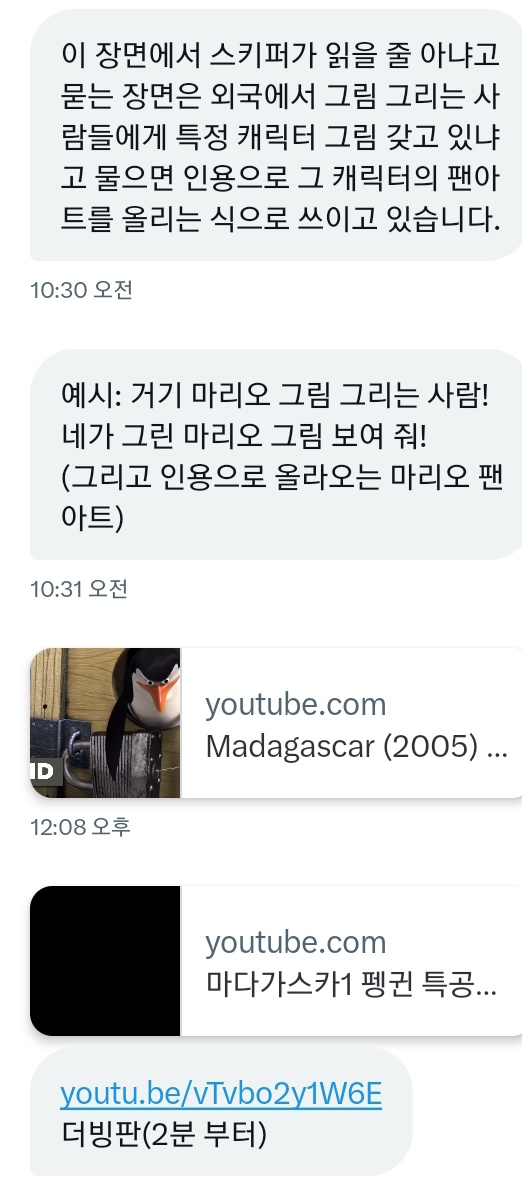 이 장면에서 스키퍼가 읽을 줄 아냐고
묻는 장면은 외국에서 그림 그리는 사
람들에게 특정 캐릭터 그림 갖고 있냐
고 물으면 인용으로 그 캐릭터의 팬아
트를 올리는 식으로 쓰이고 있습니다.
10:30 오전
예시: 거기 마리오 그림 그리는 사람!
네가 그린 마리오 그림 보여 줘!
(그리고 인용으로 올라오는 마리오 팬
아트)
10:31 오전
ID
youtube.com
Madagascar (2005) ...
12:08 오후
youtube.com
마다가스카1 펭귄 특공...
youtu.be/vTvbo2y1W6E
더빙판(2분 부터)